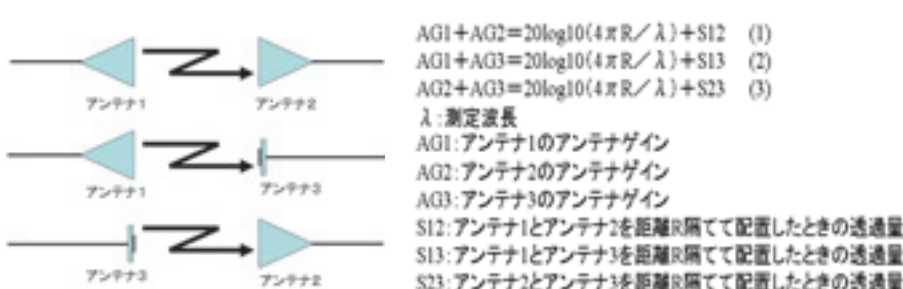 アンテナ1
アンテナ2
アンテナ1
アンテナ3
アンテナ3
アンテナ2
AG1+AG2=20log10(4πR/λ)+S12 (1)
AG1+AG3=20log10(4πR/λ)+S13 (2)
AG2+AG3=20log10(4πR/λ)+S23 (3)
λ:測定波長
AG1:アンテナ1のアンテナゲイン
AG2:アンテナ2のアンテナゲイン
AG3:アンテナ3のアンテナゲイン
S12:アンテナ1とアンテナ2を距離R隔てて配置したときの透過量
S13:アンテナ1とアンテナ3を距離R隔てて配置したときの透過量
S23:アンテナ2とアンテナ3を距離R隔てて配置したときの透過量